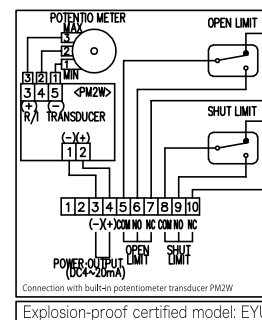 POTENTIO METER
MAX
3
2
1
MIN
OPEN LIMIT
3 2 1
3 4 5 <PM2W>
(+) (-)
R/I TRANSDUCER
(-)(+)
1 2
SHUT LIMIT
1 2 3 4 5 6 7 8 9 10
(-)(+)COM NO NC COM NO NC
POWER:OUTPUT
(DC4~20mA)
OPEN
LIMIT
SHUT
LIMIT
Connection with built-in potentiometer transducer PM2W
Explosion-proof certified model: EYU